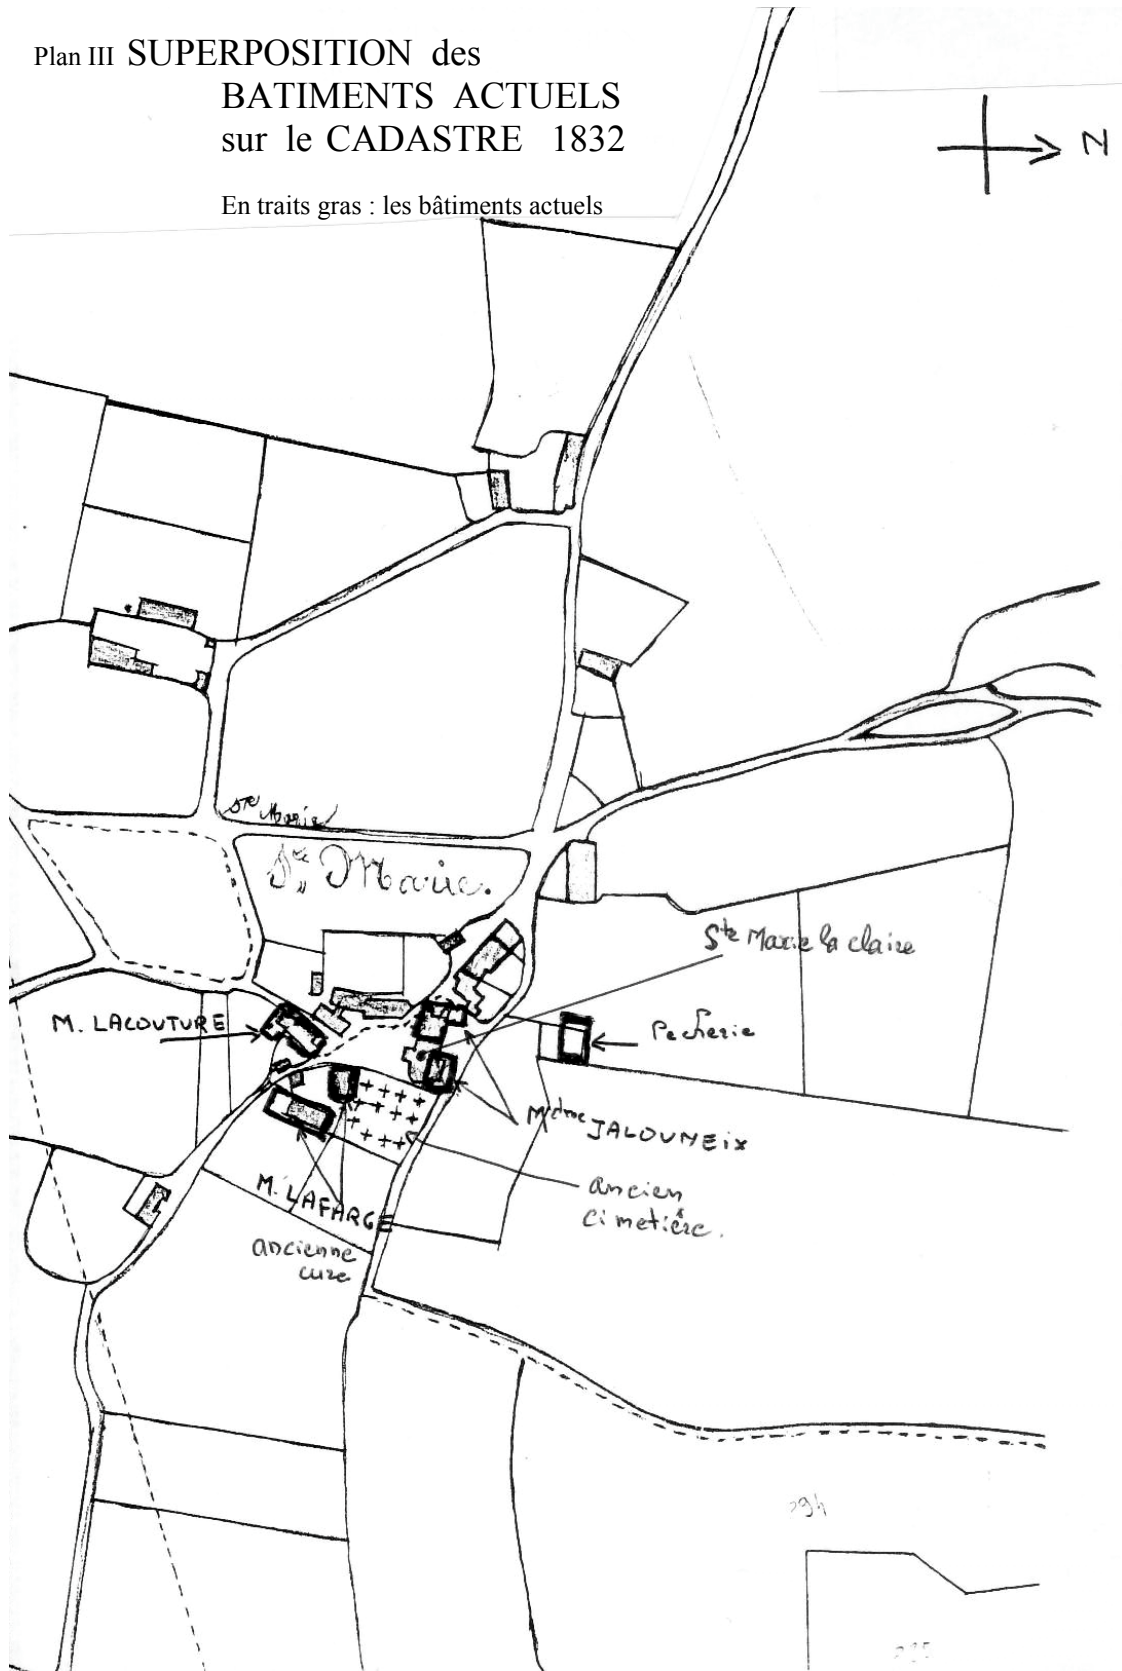 Plan III SUPERPOSITION des
BATIMENTS ACTUELS
sur le CADASTRE 1832
En traits gras : les bâtiments actuels
N
Ste Marie
Ste Marie.
Ste Marie la claire
M. LACOUTURE
Pecherie
Mdme JALOUNEIX
ancien
cimetière.
M. LAFARGE
ancienne
cure
294